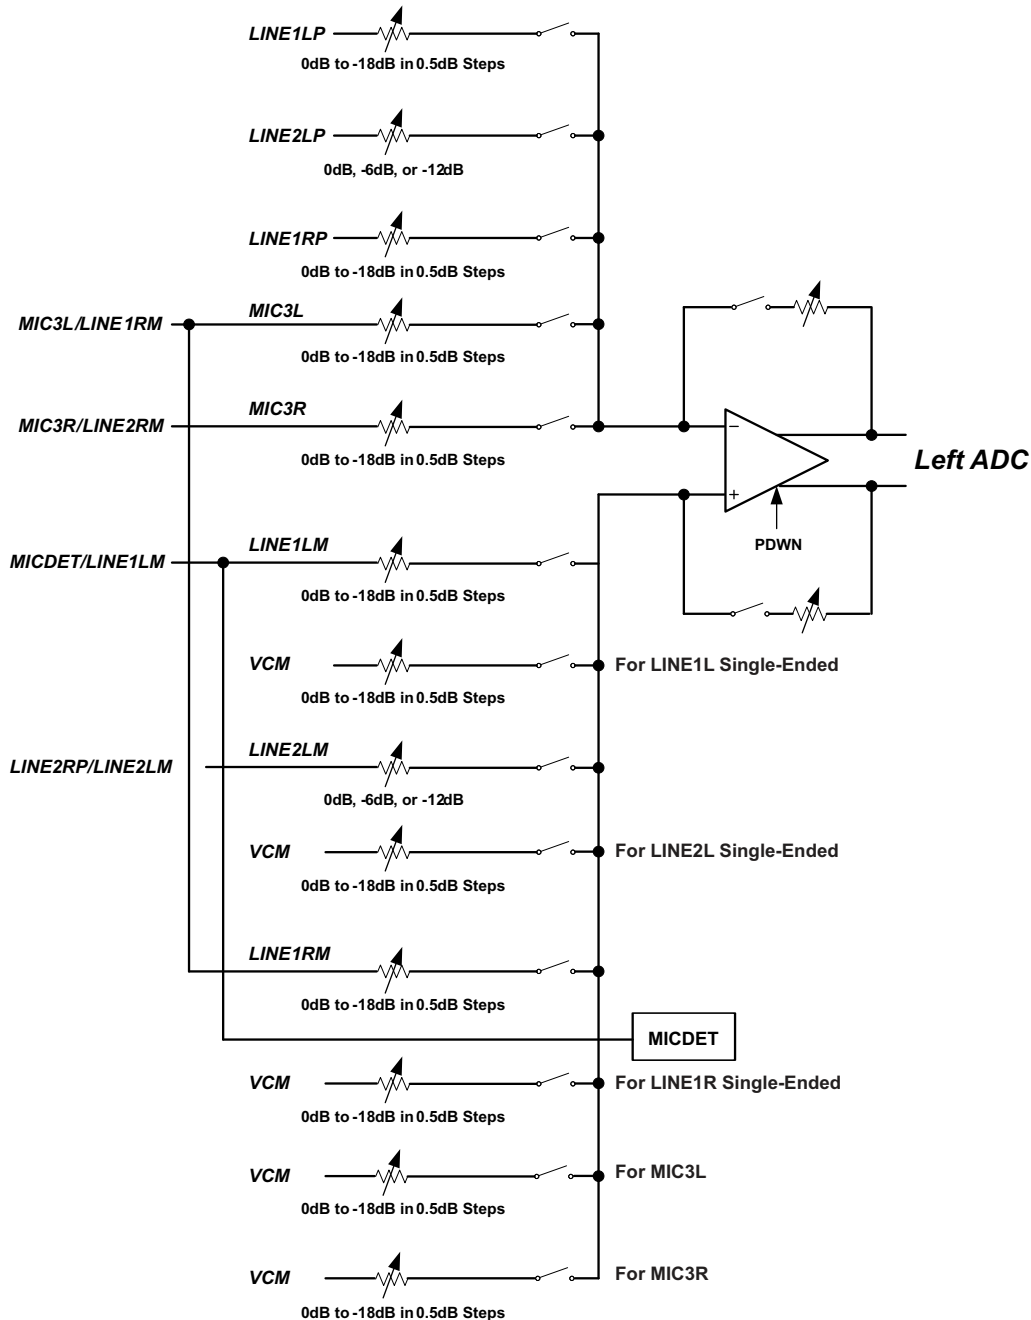 LINE1LP
0dB to -18dB in 0.5dB Steps
LINE2LP
0dB, -6dB, or -12dB
LINE1RP
0dB to -18dB in 0.5dB Steps
MIC3L/LINE1RM
MIC3L
0dB to -18dB in 0.5dB Steps
MIC3R/LINE2RM
MIC3R
0dB to -18dB in 0.5dB Steps
−
+
Left ADC
PDWN
MICDET/LINE1LM
LINE1LM
0dB to -18dB in 0.5dB Steps
VCM
For LINE1L Single-Ended
0dB to -18dB in 0.5dB Steps
LINE2RP/LINE2LM
LINE2LM
0dB, -6dB, or -12dB
VCM
For LINE2L Single-Ended
0dB to -18dB in 0.5dB Steps
LINE1RM
0dB to -18dB in 0.5dB Steps
MICDET
VCM
For LINE1R Single-Ended
0dB to -18dB in 0.5dB Steps
VCM
For MIC3L
0dB to -18dB in 0.5dB Steps
VCM
For MIC3R
0dB to -18dB in 0.5dB Steps